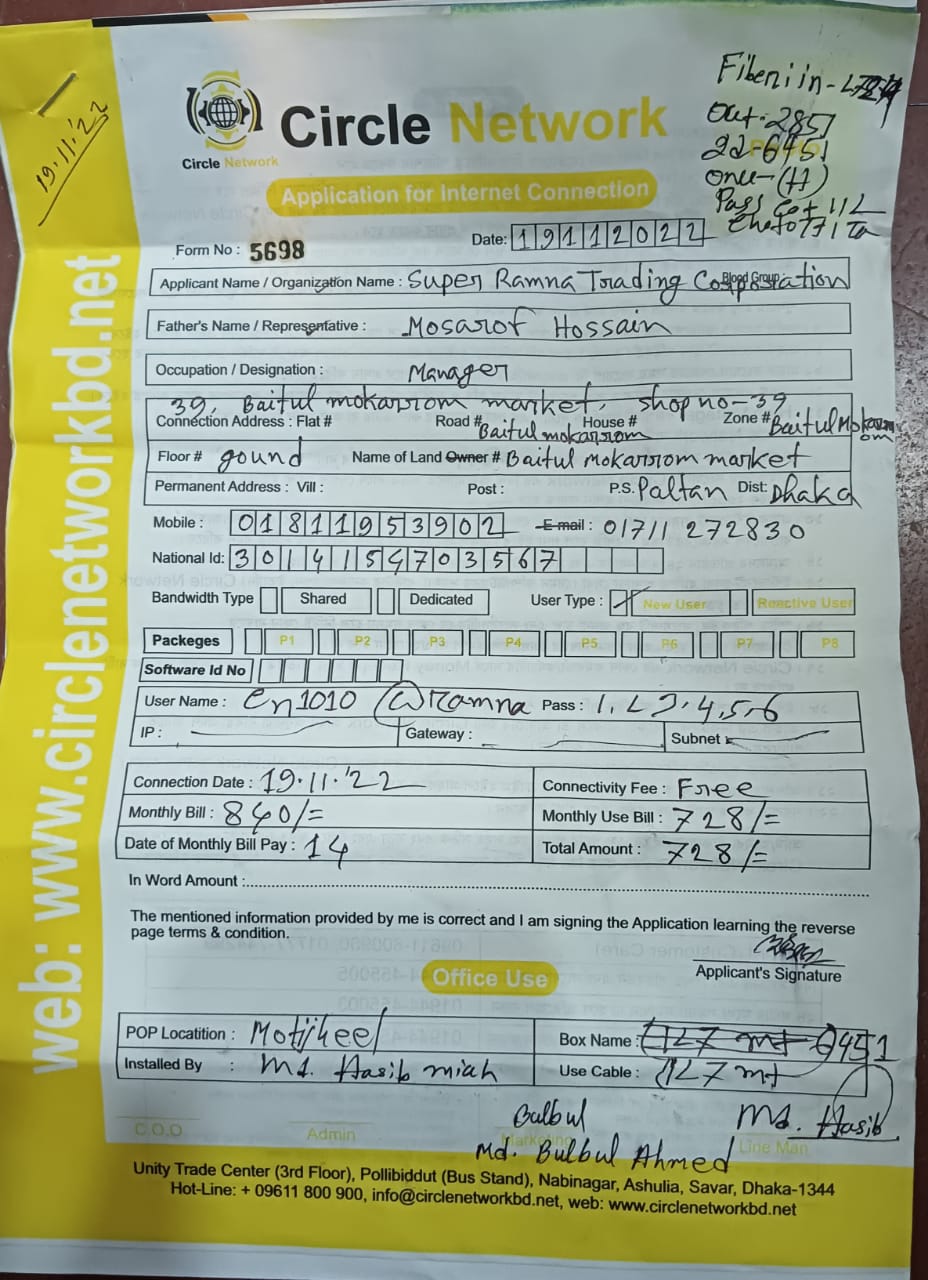 19.11.'22
Circle Network
Circle Network
Application for Internet Connection
out-2857
22-6451
onu-(H)
Pass
Form No : 5698
Date: 19112022
Applicant Name / Organization Name : Super Ramna Trading Corporation
Blood Group:
Father's Name / Representative : Mosarof Hossain
Occupation / Designation : Manager
39, Baitul mokarrom market, shop no-39
Connection Address : Flat # Road # Baitul mokarrom House # Zone # Baitul Mokarrom
Floor # gound Name of Land Owner # Baitul Mokarrom market
Permanent Address : Vill : Post : P.S. Paltan Dist: Dhaka
Mobile : 01811953902 E-mail : 01711 272830
National Id: 3014154703567
Bandwidth Type Shared Dedicated User Type : New User Reactive User
Packeges P1 P2 P3 P4 P5 P6 P7 P8
Software Id No
User Name : en1010 @ramna Pass : 1,2,3,4,5,6
IP : Gateway : Subnet :
Connection Date : 19.11.'22 Connectivity Fee : Free
Monthly Bill : 840/= Monthly Use Bill : 728/=
Date of Monthly Bill Pay : 14 Total Amount : 728/=
In Word Amount :
The mentioned information provided by me is correct and I am signing the Application learning the reverse
page terms & condition.
Applicant's Signature
Office Use
POP Locatition : Motijheel Box Name : 6451
Installed By : Md. Hasib miah Use Cable : 127 mt
Bulbul Md. Hasib
C.O.O Admin Marketing Line Man
Md. Bulbul Ahmed
Unity Trade Center (3rd Floor), Pollibiddut (Bus Stand), Nabinagar, Ashulia, Savar, Dhaka-1344
Hot-Line: + 09611 800 900, info@circlenetworkbd.net, web: www.circlenetworkbd.net
web: www.circlenetworkbd.net